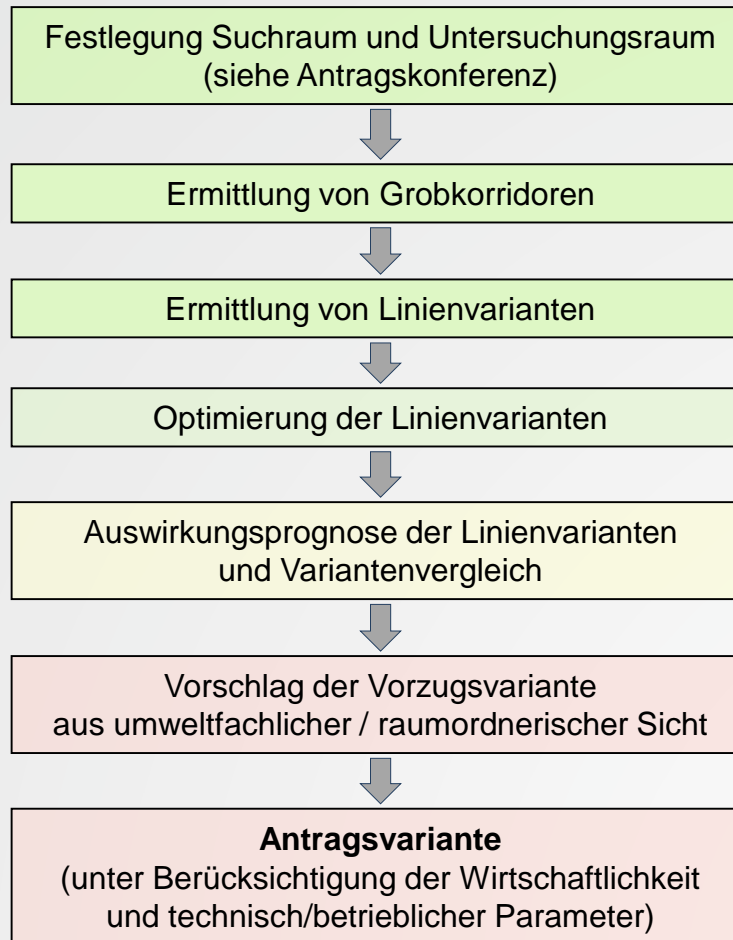 Festlegung Suchraum und Untersuchungsraum
(siehe Antragskonferenz)
Ermittlung von Grobkorridoren
Ermittlung von Linienvarianten
Optimierung der Linienvarianten
Auswirkungsprognose der Linienvarianten
und Variantenvergleich
Vorschlag der Vorzugsvariante
aus umweltfachlicher / raumordnerischer Sicht
Antragsvariante
(unter Berücksichtigung der Wirtschaftlichkeit
und technisch/betrieblicher Parameter)